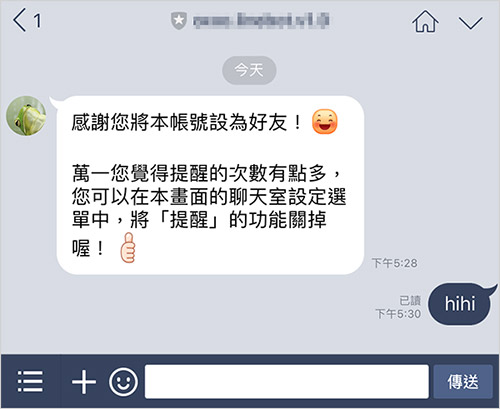 1
今天
感謝您將本帳號設為好友！
萬一您覺得提醒的次數有點多，
您可以在本畫面的聊天室設定選
單中，將「提醒」的功能關掉
喔！
下午5:28
已讀
下午5:30
hihi
傳送